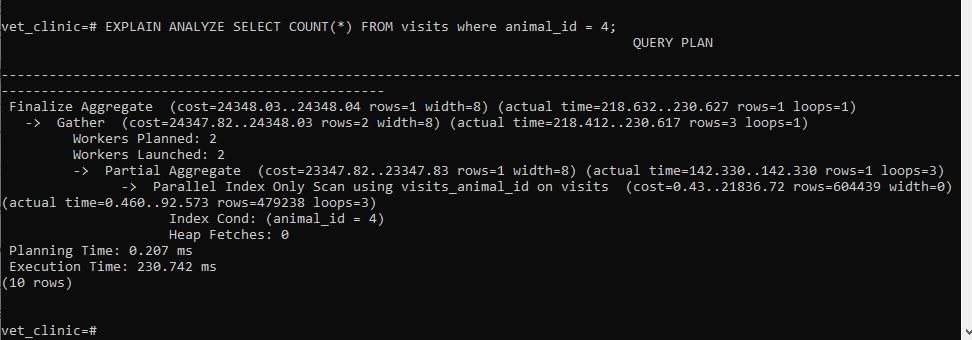 vet_clinic=# EXPLAIN ANALYZE SELECT COUNT(*) FROM visits where animal_id = 4;
QUERY PLAN
------------------------------------------------------------------------------------------------------------------------
------------------------------------------------
Finalize Aggregate  (cost=24348.03..24348.04 rows=1 width=8) (actual time=218.632..230.627 rows=1 loops=1)
  ->  Gather  (cost=24347.82..24348.03 rows=2 width=8) (actual time=218.412..230.617 rows=3 loops=1)
        Workers Planned: 2
        Workers Launched: 2
        ->  Partial Aggregate  (cost=23347.82..23347.83 rows=1 width=8) (actual time=142.330..142.330 rows=1 loops=3)
              ->  Parallel Index Only Scan using visits_animal_id on visits  (cost=0.43..21836.72 rows=604439 width=0)
(actual time=0.460..92.573 rows=479238 loops=3)
                    Index Cond: (animal_id = 4)
                    Heap Fetches: 0
Planning Time: 0.207 ms
Execution Time: 230.742 ms
(10 rows)
vet_clinic=#